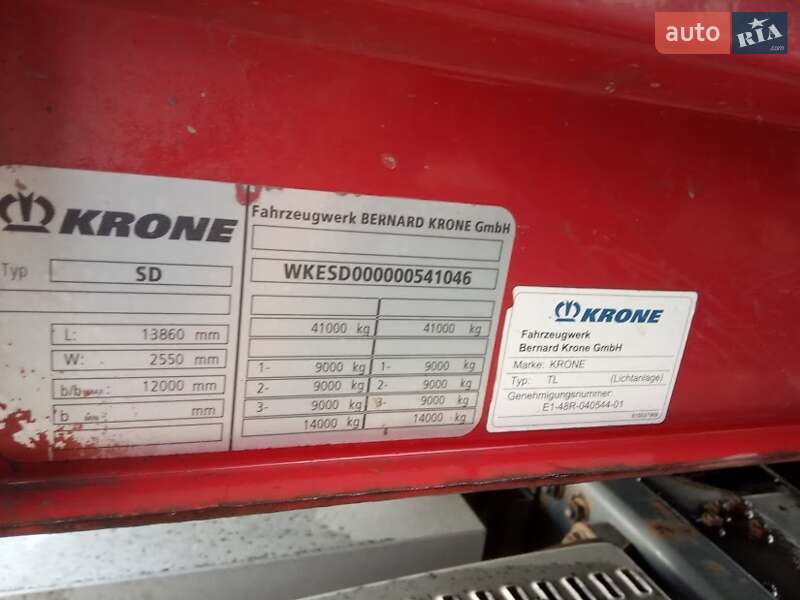 auto RIA.com
KRONE
Typ SD
L: 13860 mm
W: 2550 mm
b/b max: 12000 mm
b min: mm
Fahrzeugwerk BERNARD KRONE GmbH
WKESD000000541046
41000 kg 41000 kg
1- 9000 kg 1- 9000 kg
2- 9000 kg 2- 9000 kg
3- 9000 kg 3- 9000 kg
14000 kg 14000 kg
KRONE
Fahrzeugwerk
Bernard Krone GmbH
Marke: KRONE
Typ: TL (Lichtanlage)
Genehmigungsnummer:
E1-48R-040544-01